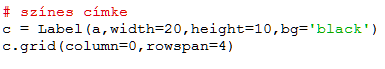 # színes címke
c = Label(a,width=20,height=10,bg='black')
c.grid(column=0,rowspan=4)